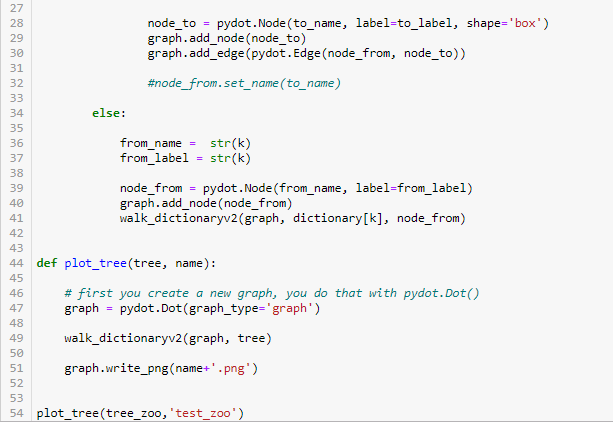 27
28 node_to = pydot.Node(to_name, label=to_label, shape='box')
29 graph.add_node(node_to)
30 graph.add_edge(pydot.Edge(node_from, node_to))
31
32 #node_from.set_name(to_name)
33
34 else:
35
36 from_name =  str(k)
37 from_label = str(k)
38
39 node_from = pydot.Node(from_name, label=from_label)
40 graph.add_node(node_from)
41 walk_dictionaryv2(graph, dictionary[k], node_from)
42
43
44 def plot_tree(tree, name):
45
46 # first you create a new graph, you do that with pydot.Dot()
47 graph = pydot.Dot(graph_type='graph')
48
49 walk_dictionaryv2(graph, tree)
50
51 graph.write_png(name+'.png')
52
53
54 plot_tree(tree_zoo,'test_zoo')